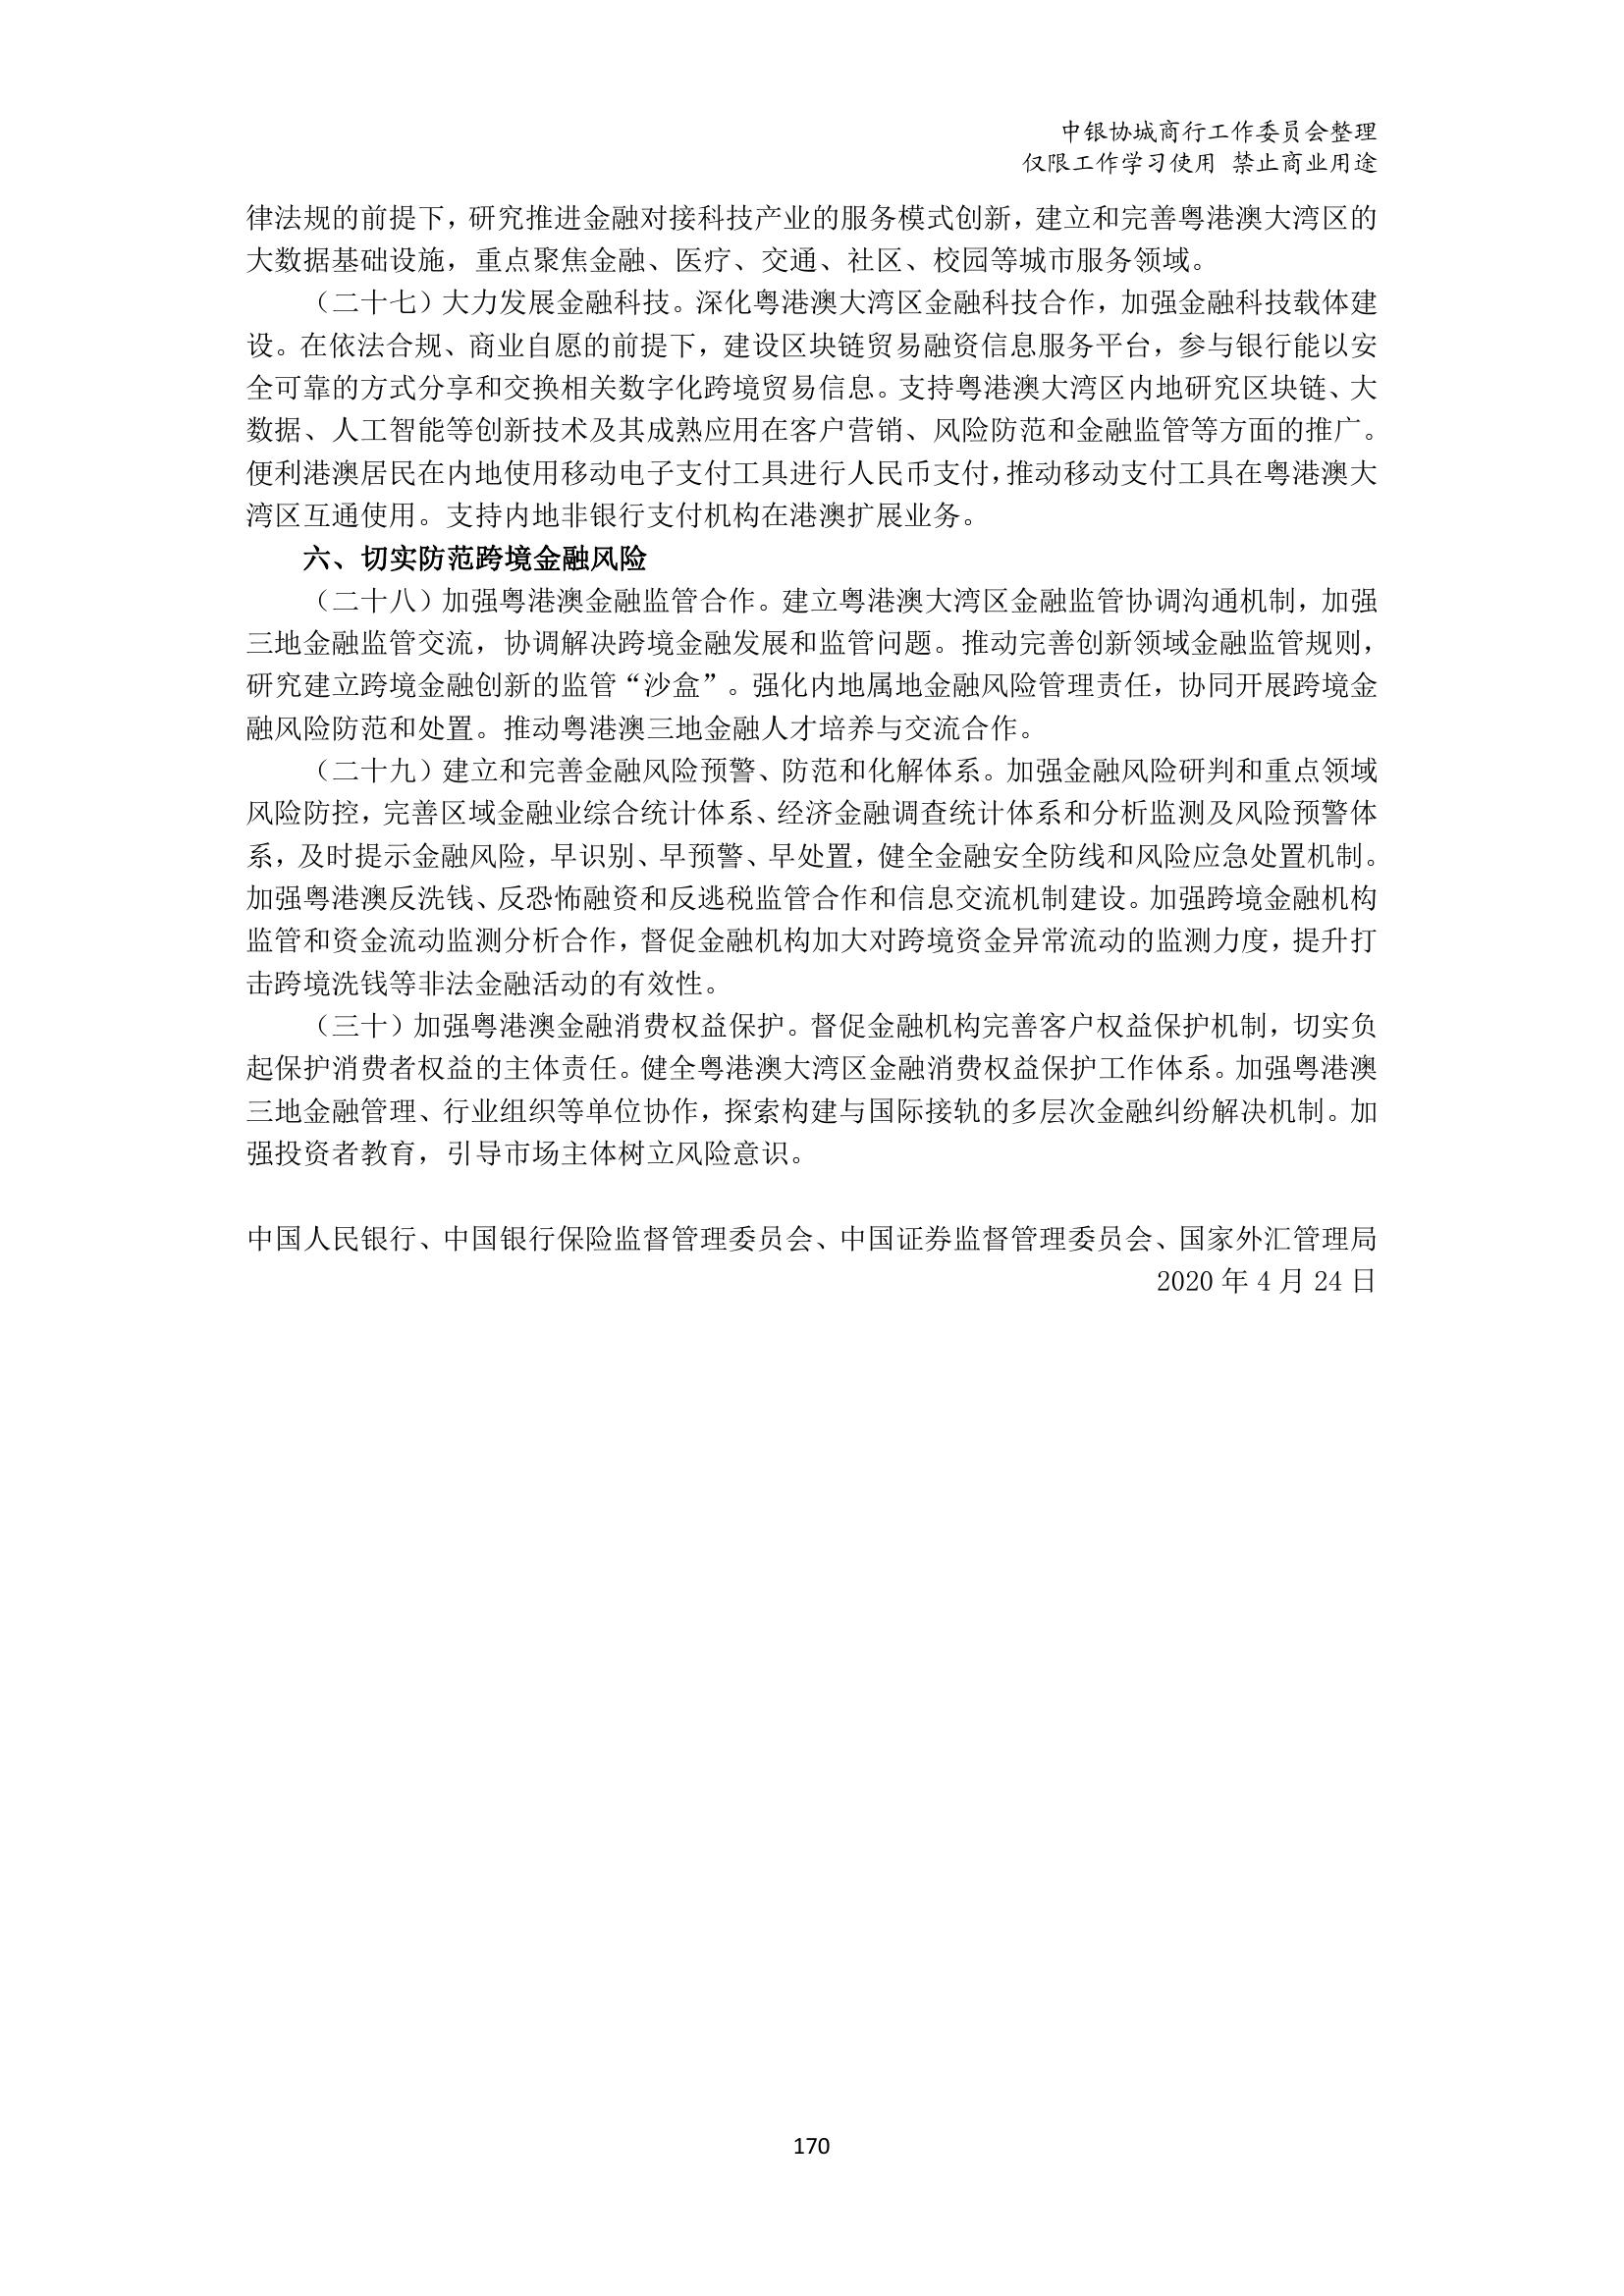 中银协城商行工作委员会整理
仅限工作学习使用 禁止商业用途
律法规的前提下，研究推进金融对接科技产业的服务模式创新，建立和完善粤港澳大湾区的
大数据基础设施，重点聚焦金融、医疗、交通、社区、校园等城市服务领域。
（二十七）大力发展金融科技。深化粤港澳大湾区金融科技合作，加强金融科技载体建
设。在依法合规、商业自愿的前提下，建设区块链贸易融资信息服务平台，参与银行能以安
全可靠的方式分享和交换相关数字化跨境贸易信息。支持粤港澳大湾区内地研究区块链、大
数据、人工智能等创新技术及其成熟应用在客户营销、风险防范和金融监管等方面的推广。
便利港澳居民在内地使用移动电子支付工具进行人民币支付，推动移动支付工具在粤港澳大
湾区互通使用。支持内地非银行支付机构在港澳扩展业务。
六、切实防范跨境金融风险
（二十八）加强粤港澳金融监管合作。建立粤港澳大湾区金融监管协调沟通机制，加强
三地金融监管交流，协调解决跨境金融发展和监管问题。推动完善创新领域金融监管规则，
研究建立跨境金融创新的监管“沙盒”。强化内地属地金融风险管理责任，协同开展跨境金
融风险防范和处置。推动粤港澳三地金融人才培养与交流合作。
（二十九）建立和完善金融风险预警、防范和化解体系。加强金融风险研判和重点领域
风险防控，完善区域金融业综合统计体系、经济金融调查统计体系和分析监测及风险预警体
系，及时提示金融风险，早识别、早预警、早处置，健全金融安全防线和风险应急处置机制。
加强粤港澳反洗钱、反恐怖融资和反逃税监管合作和信息交流机制建设。加强跨境金融机构
监管和资金流动监测分析合作，督促金融机构加大对跨境资金异常流动的监测力度，提升打
击跨境洗钱等非法金融活动的有效性。
（三十）加强粤港澳金融消费权益保护。督促金融机构完善客户权益保护机制，切实负
起保护消费者权益的主体责任。健全粤港澳大湾区金融消费权益保护工作体系。加强粤港澳
三地金融管理、行业组织等单位协作，探索构建与国际接轨的多层次金融纠纷解决机制。加
强投资者教育，引导市场主体树立风险意识。
中国人民银行、中国银行保险监督管理委员会、中国证券监督管理委员会、国家外汇管理局
2020 年 4 月 24 日
170